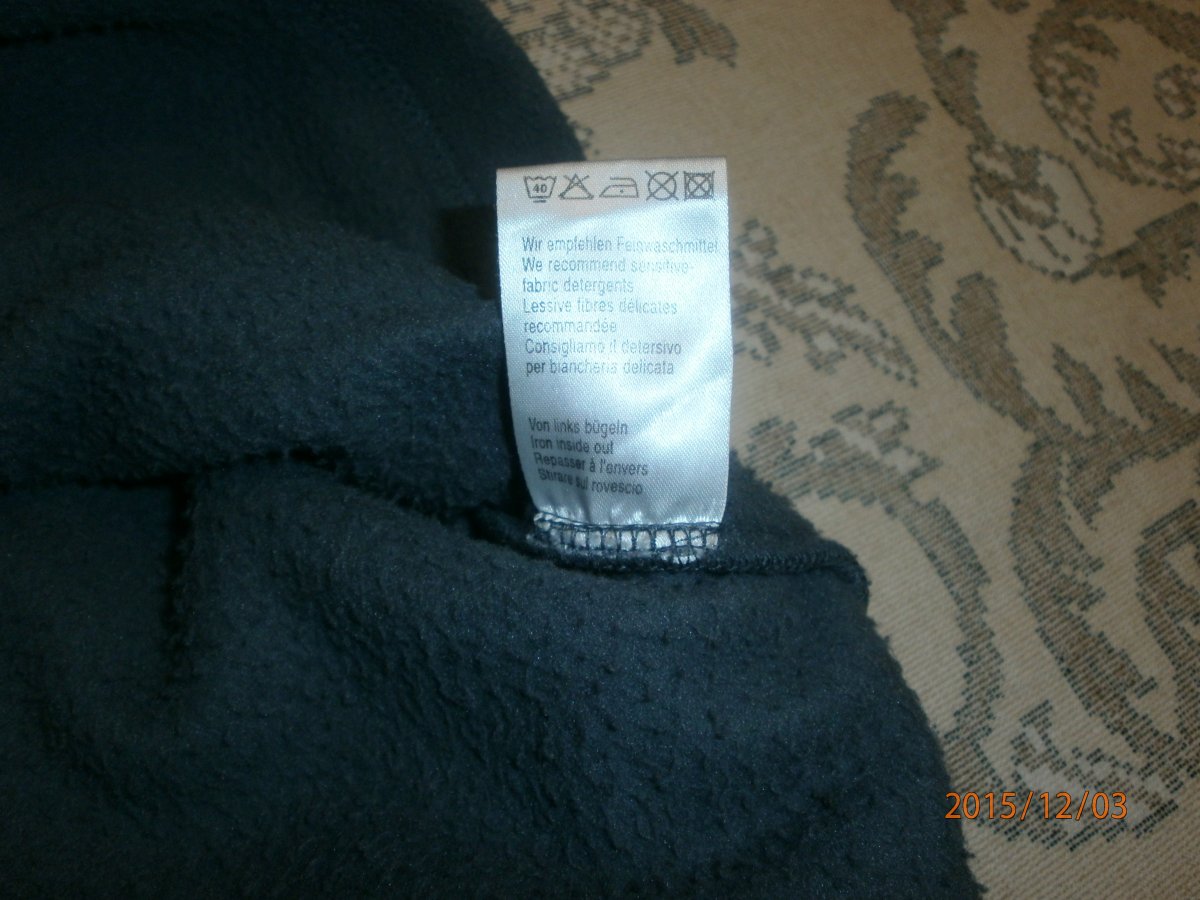 40
Wir empfehlen Feinwaschmittel
We recommend sensitive-
fabric detergents
Lessive fibres délicates
recommandée
Consigliamo il detersivo
per biancheria delicata
Von links bügeln
Iron inside out
Repasser à l'envers
Stirare sul rovescio
2015/12/03